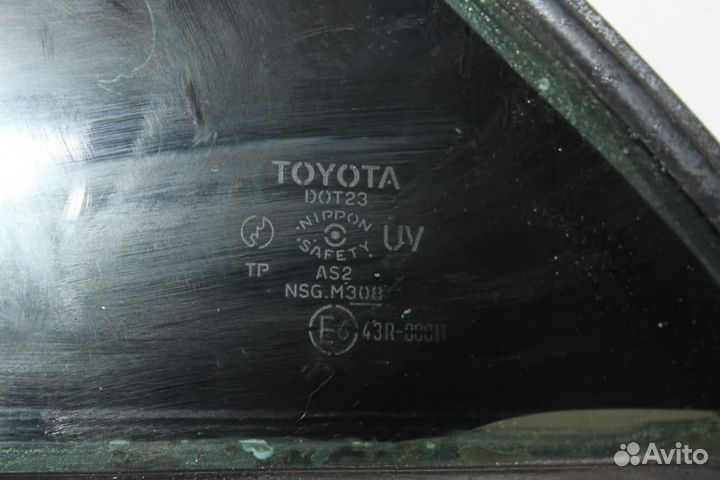 TOYOTA
DOT23
NIPPON
SAFETY
UV
TP
AS2
NSG.M308
E6 43R-00011
Avito